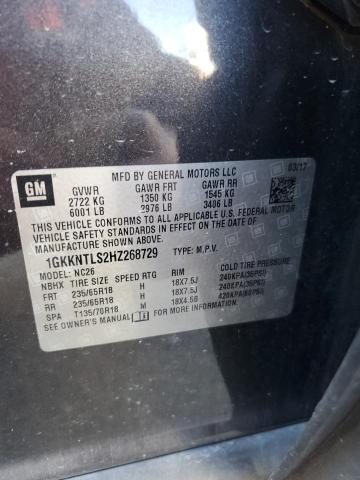 GM
MFD BY GENERAL MOTORS LLC 03/17
GVWR GAWR FRT GAWR RR
2722 KG 1350 KG 1545 KG
6001 LB 2976 LB 3406 LB
THIS VEHICLE CONFORMS TO ALL APPLICABLE U.S. FEDERAL MOTOR
VEHICLE SAFETY STANDARDS IN EFFECT ON THE DATE OF
MANUFACTURE SHOWN ABOVE.
1GKKNTLS2HZ268729 TYPE: M.P.V.
MODEL: NC26
NBHX TIRE SIZE SPEED RTG RIM COLD TIRE PRESSURE
FRT 235/65R18 18X7.5J 240KPA(35PSI)
RR 235/65R18 18X7.5J 240KPA(35PSI)
SPA T135/70R18 M 18X4.5B 420KPA(60PSI)
SEE OWNER'S MANUAL